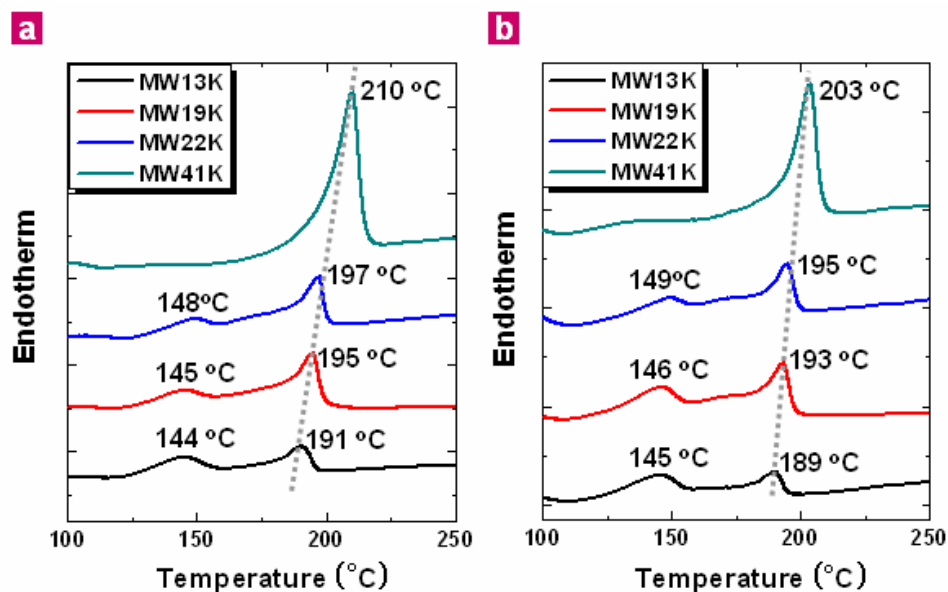 a
MW13K
MW19K
MW22K
MW41K
210 °C
197 °C
148°C
195 °C
145 °C
191 °C
144 °C
Endotherm
100 150 200 250
Temperature (°C)
b
MW13K
MW19K
MW22K
MW41K
203 °C
195 °C
149°C
193 °C
146 °C
189 °C
145 °C
Endotherm
100 150 200 250
Temperature (°C)